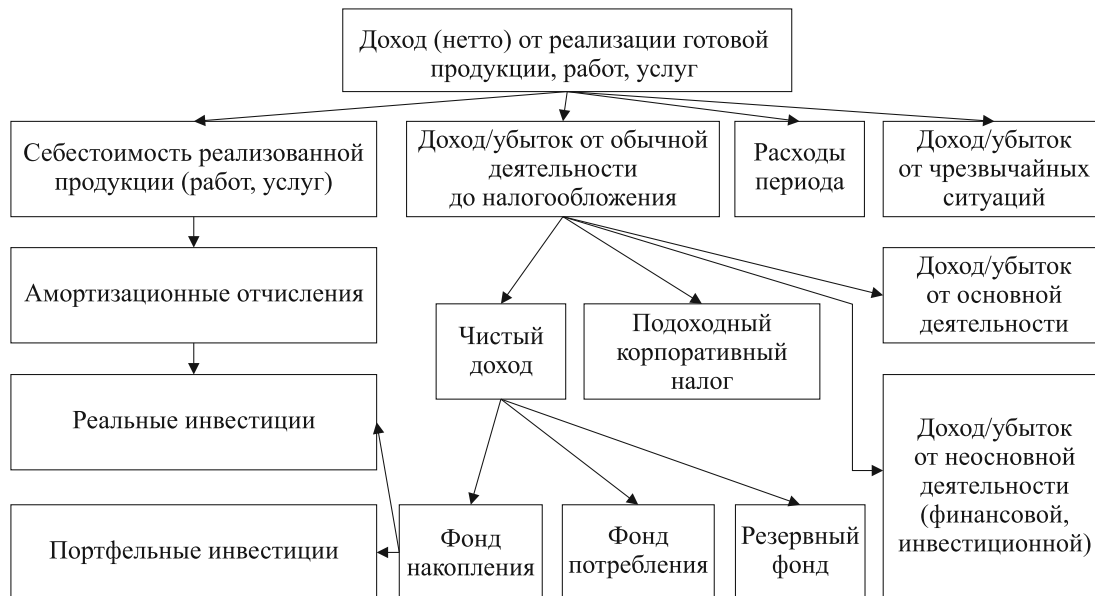 Доход (нетто) от реализации готовой
продукции, работ, услуг
Себестоимость реализованной
продукции (работ, услуг)
Доход/убыток от обычной
деятельности
до налогообложения
Расходы
периода
Доход/убыток
от чрезвычайных
ситуаций
Амортизационные отчисления
Чистый
доход
Подоходный
корпоративный
налог
Доход/убыток
от основной
деятельности
Реальные инвестиции
Доход/убыток
от неосновной
деятельности
(финансовой,
инвестиционной)
Портфельные инвестиции
Фонд
накопления
Фонд
потребления
Резервный
фонд